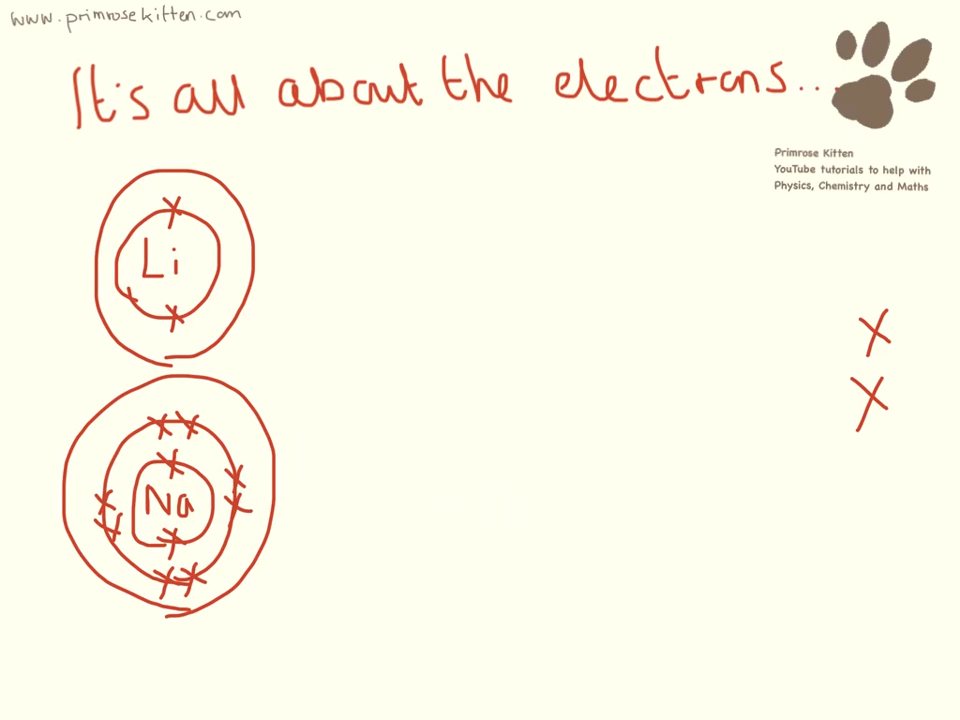 www.primrosekitten.com
It's all about the electrons...
Primrose Kitten
YouTube tutorials to help with
Physics, Chemistry and Maths
Li
Na